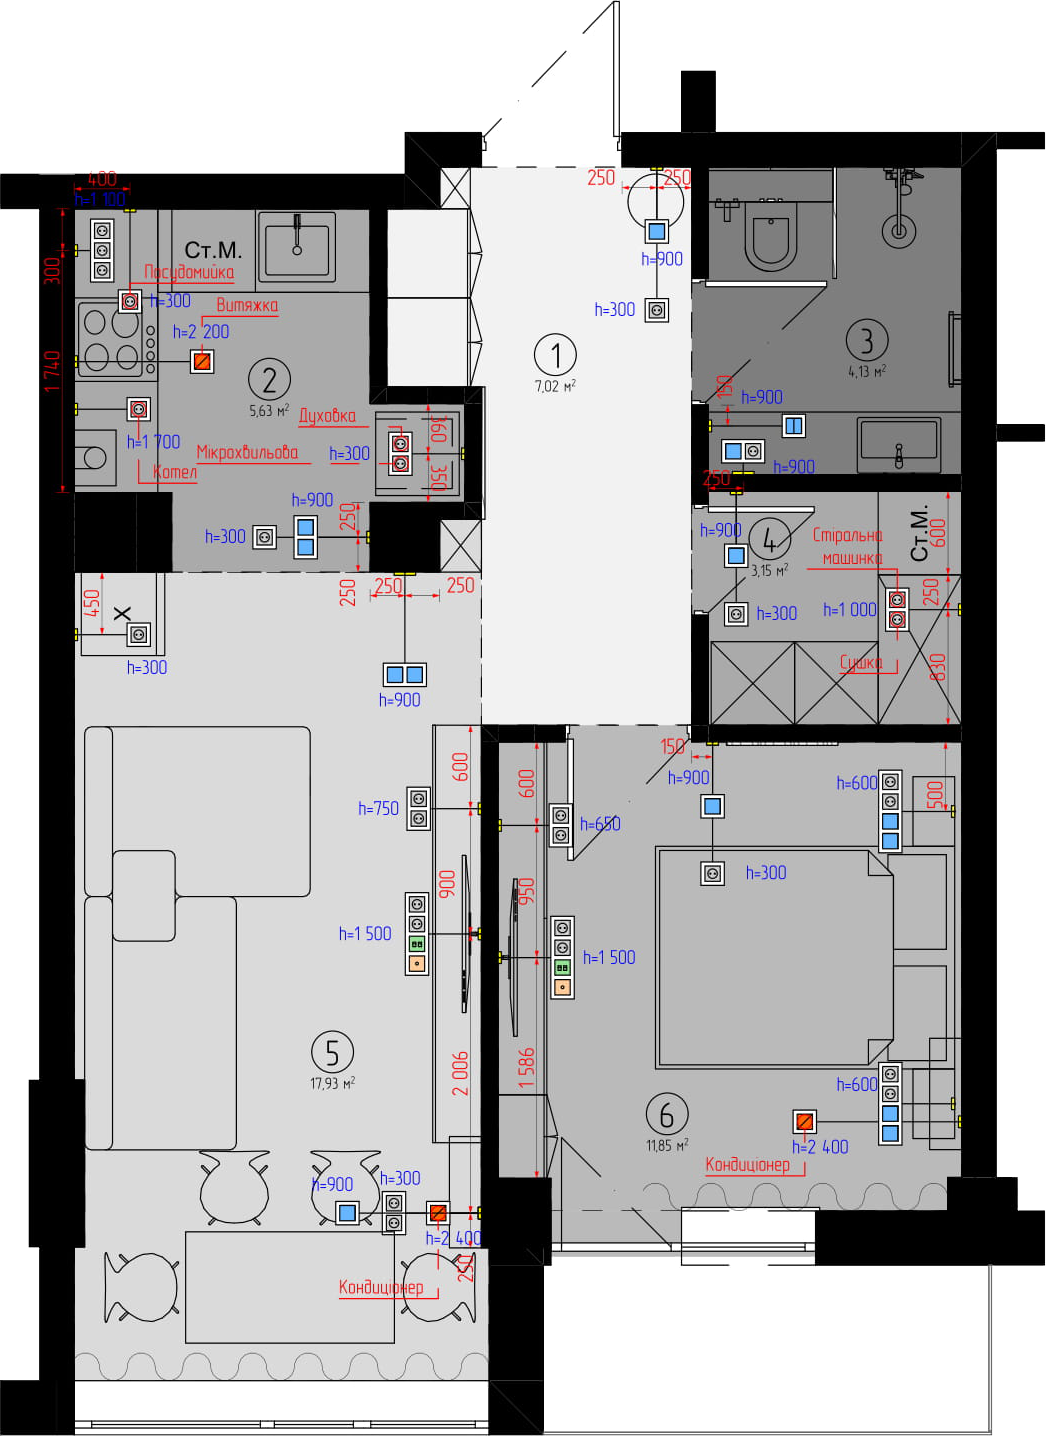 400
h=1 100
250
250
Ст.М.
300
h=900
Посудомийка
h=300
Витяжка
h=300
h=2 200
1
7,02 м²
3
4,13 м²
1 740
2
5,63 м²
150
h=900
Духовка
360
h=1 700
Мікрохвильова
h=300
Котел
350
h=900
250
h=900
250
h=900
4
3,15 м²
Стіральна
машинка
Ст.М.
600
h=300
250
250
250
450
X
h=300
h=300
h=1 000
250
Сушка
830
h=900
150
600
h=750
600
h=650
h=900
h=600
500
900
950
h=300
h=1 500
h=1 500
5
17,93 м²
2 006
1 586
h=600
6
11,85 м²
h=2 400
Кондиціонер
h=300
h=900
h=2 400
250
Кондиціонер